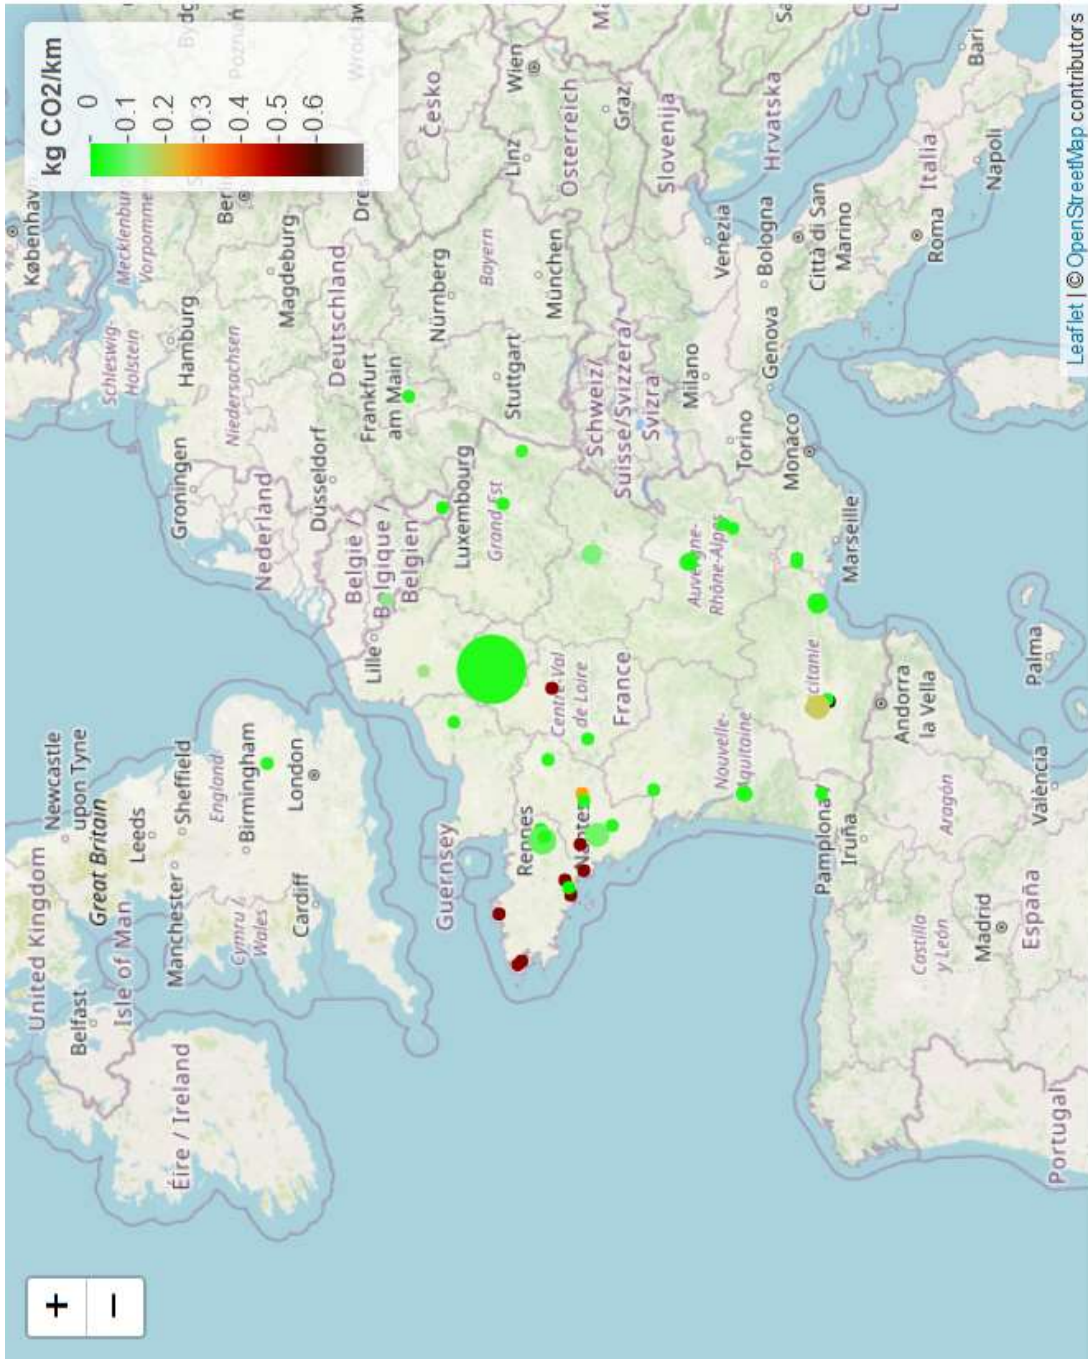 +
−
kg CO2/km
0
-0.1
-0.2
-0.3
-0.4
-0.5
-0.6
København
Mecklenburg-
Vorpommern
Schleswig-
Holstein
Hamburg
Magdeburg
Niedersachsen
Groningen
Nederland
Düsseldorf
Deutschland
Frankfurt
am Main
Nürnberg
Bayern
München
Stuttgart
Česko
Linz
Wien
Österreich
Graz
Slovenija
Hrvatska
United Kingdom
Belfast
Isle of Man
Éire / Ireland
Newcastle
upon Tyne
Great Britain
Leeds
Manchester
Sheffield
England
Birmingham
Cymru /
Wales
Cardiff
London
Guernsey
Lille
België /
Belgique /
Belgien
Luxembourg
Grand Est
Rennes
Nantes
Centre-Val
de Loire
France
Nouvelle-
Aquitaine
Auvergne-
Rhône-Alpes
citanie
Schweiz/
Suisse/Svizzera/
Svizra
Milano
Torino
Genova
Monaco
Marseille
Venezia
Bologna
Città di San
Marino
Roma
Italia
Napoli
Bari
Andorra
la Vella
Pamplona /
Iruña
Aragón
Castilla
y León
Madrid
España
València
Palma
Portugal
Leaflet | © OpenStreetMap contributors